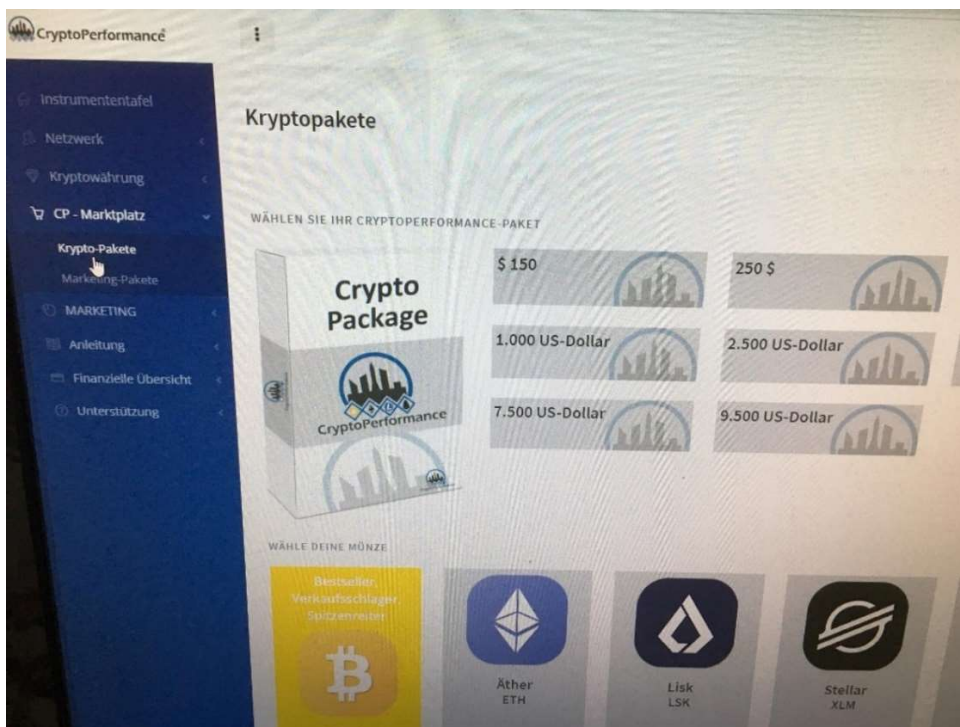 CryptoPerformance
Instrumententafel
Netzwerk
Kryptowährung
CP - Marktplatz
Krypto-Pakete
Marketing-Pakete
MARKETING
Anleitung
Finanzielle Übersicht
Unterstützung
Kryptopakete
WÄHLEN SIE IHR CRYPTOPERFORMANCE-PAKET
Crypto
Package
CryptoPerformance
$ 150
250 $
1.000 US-Dollar
2.500 US-Dollar
7.500 US-Dollar
9.500 US-Dollar
WÄHLE DEINE MÜNZE
Bestseller,
Verkaufsschlager,
Spitzenreiter
Äther
ETH
Lisk
LSK
Stellar
XLM